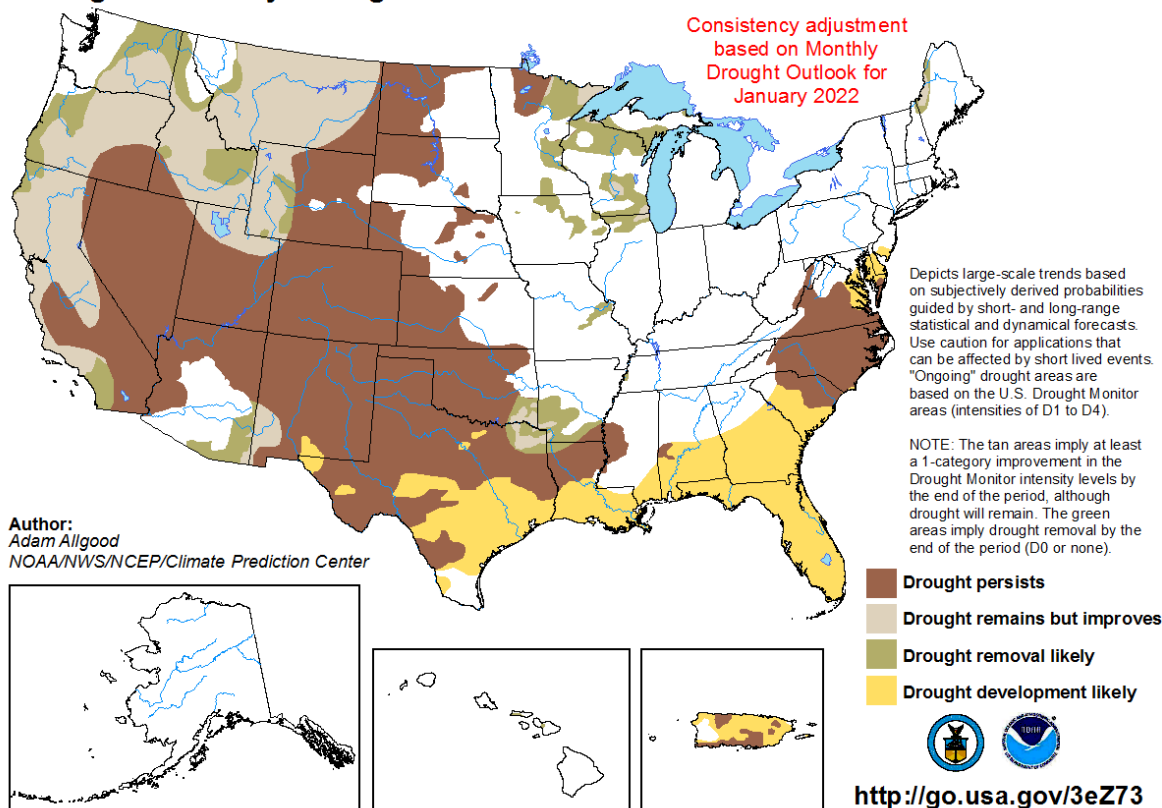 Consistency adjustment
based on Monthly
Drought Outlook for
January 2022
Depicts large-scale trends based
on subjectively derived probabilities
guided by short- and long-range
statistical and dynamical forecasts.
Use caution for applications that
can be affected by short lived events.
"Ongoing" drought areas are
based on the U.S. Drought Monitor
areas (intensities of D1 to D4).
NOTE: The tan areas imply at least
a 1-category improvement in the
Drought Monitor intensity levels by
the end of the period, although
drought will remain. The green
areas imply drought removal by the
end of the period (D0 or none).
Author:
Adam Allgood
NOAA/NWS/NCEP/Climate Prediction Center
Drought persists
Drought remains but improves
Drought removal likely
Drought development likely
http://go.usa.gov/3eZ73